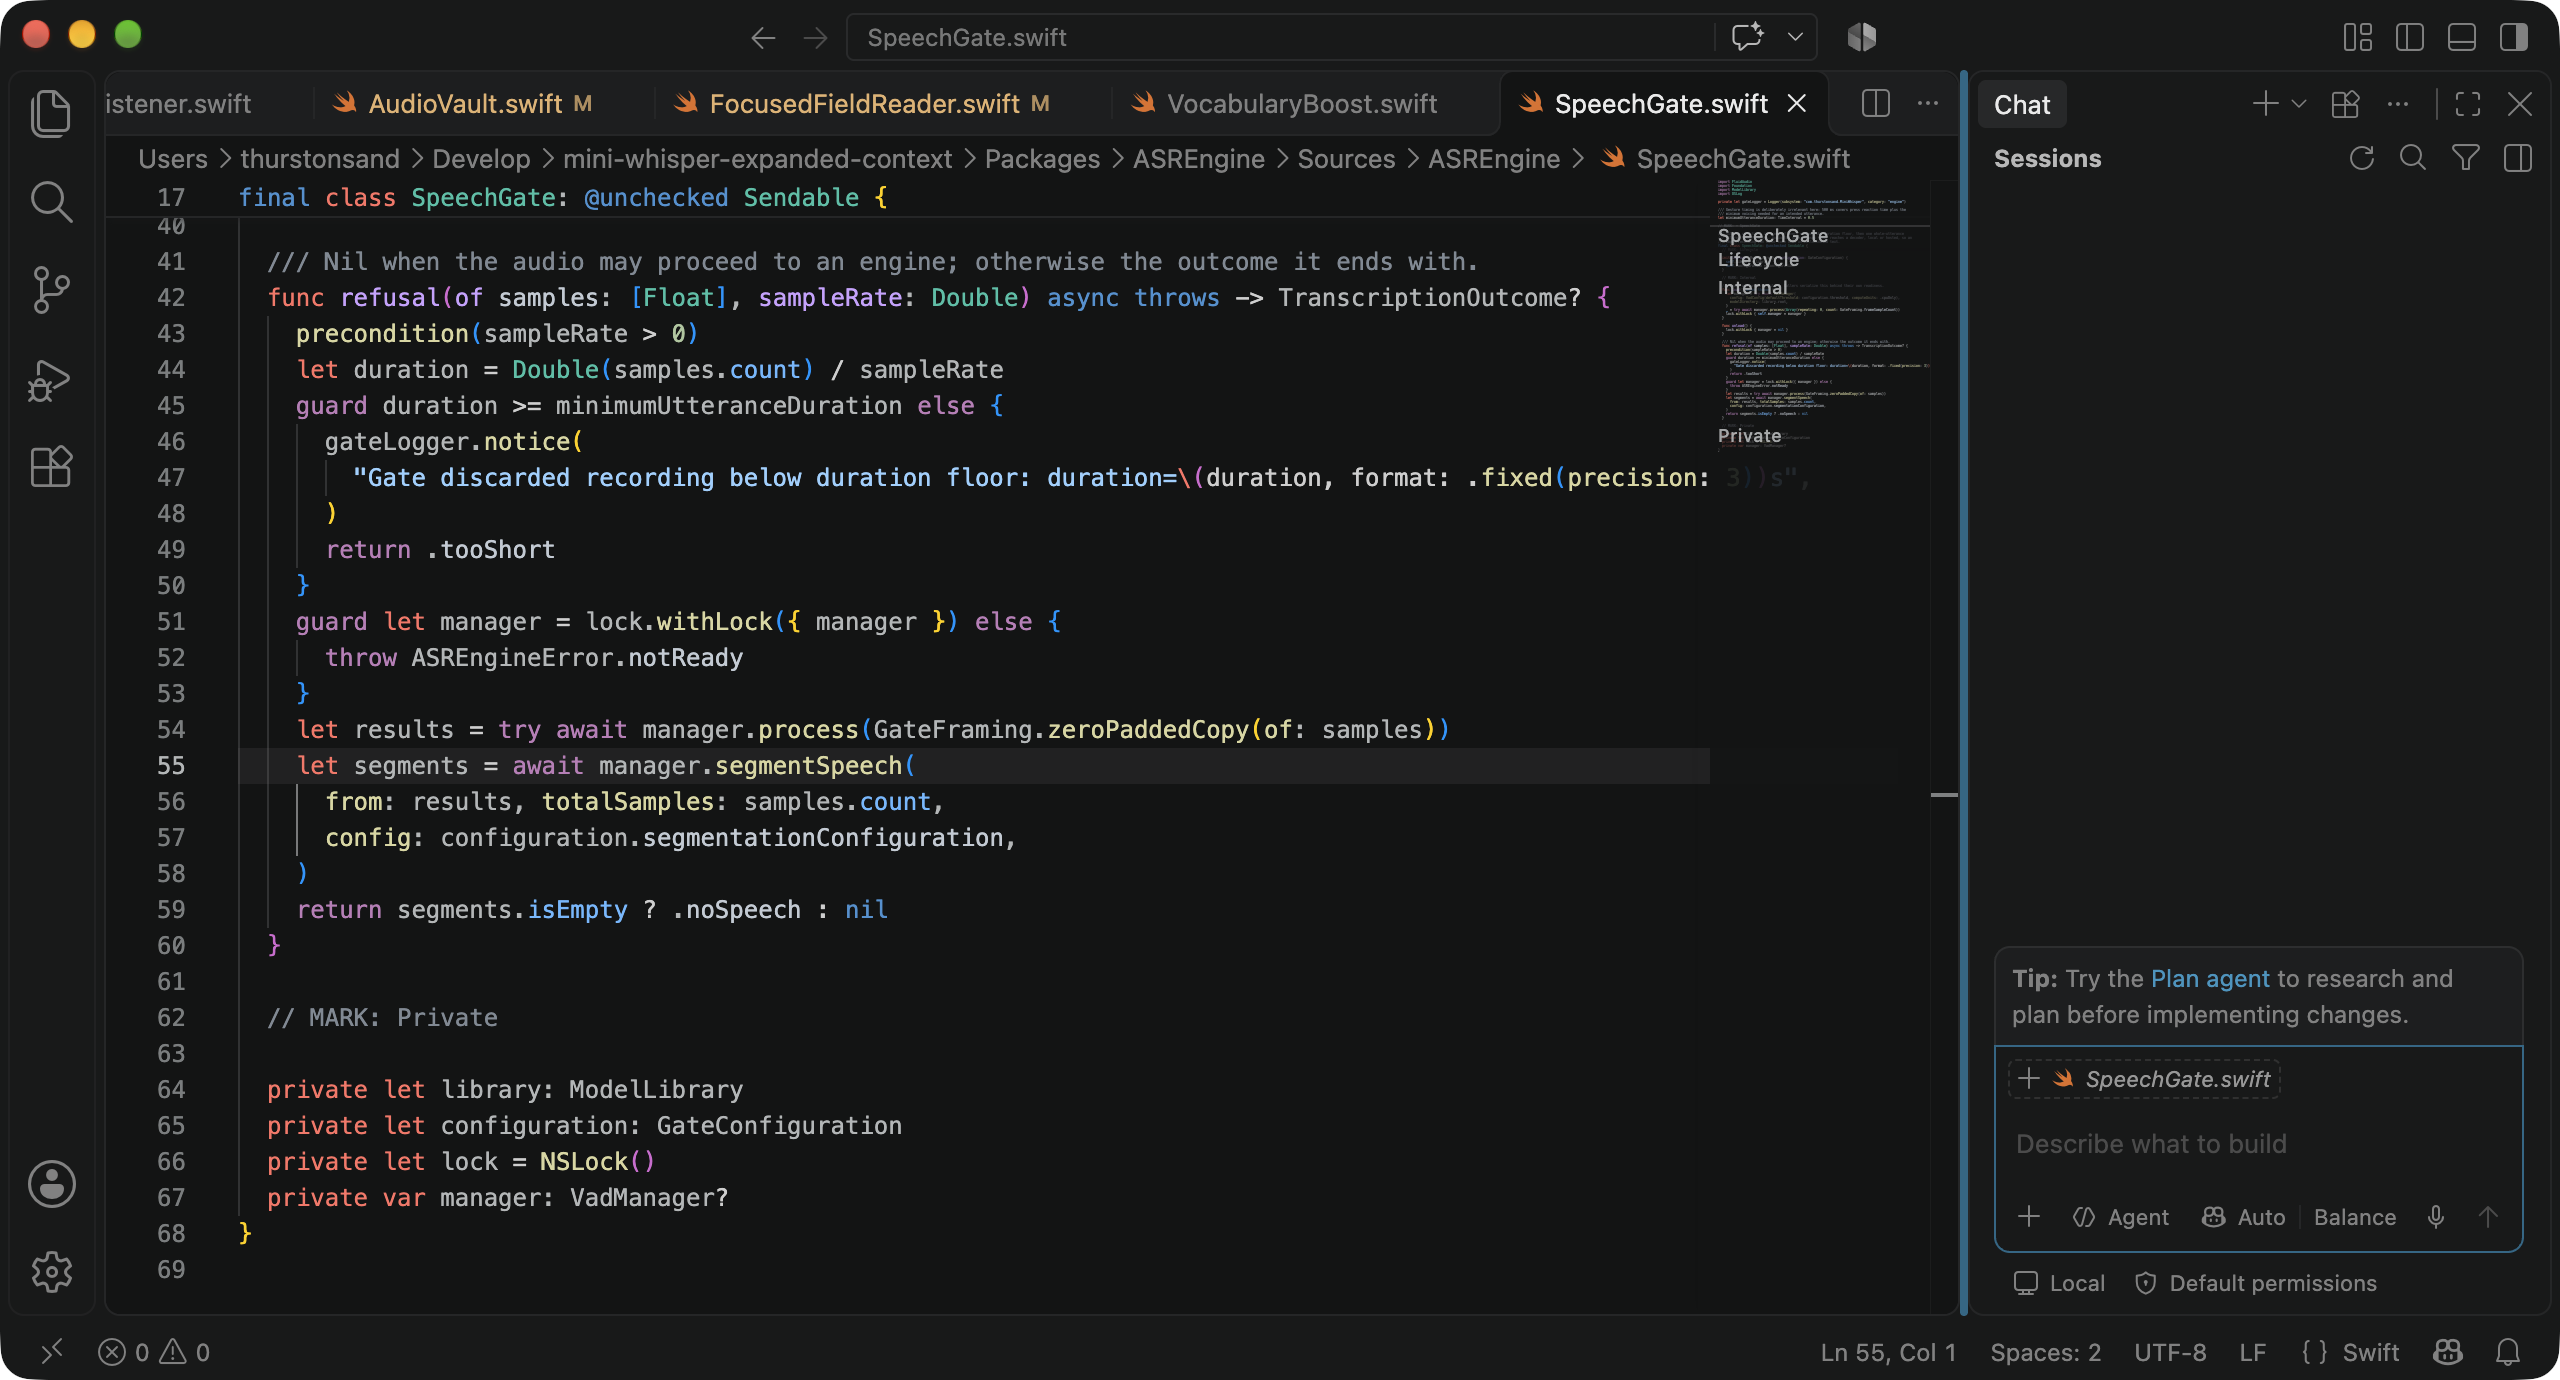 SpeechGate.swift
istener.swift
AudioVault.swift M
FocusedFieldReader.swift M
VocabularyBoost.swift
SpeechGate.swift
Users > thurstonsand > Develop > mini-whisper-expanded-context > Packages > ASREngine > Sources > ASREngine > SpeechGate.swift
17 final class SpeechGate: @unchecked Sendable {
40
41 /// Nil when the audio may proceed to an engine; otherwise the outcome it ends with.
42 func refusal(of samples: [Float], sampleRate: Double) async throws -> TranscriptionOutcome? {
43 precondition(sampleRate > 0)
44 let duration = Double(samples.count) / sampleRate
45 guard duration >= minimumUtteranceDuration else {
46 gateLogger.notice(
47 "Gate discarded recording below duration floor: duration=\(duration, format: .fixed(precision: 3))s",
48 )
49 return .tooShort
50 }
51 guard let manager = lock.withLock({ manager }) else {
52 throw ASREngineError.notReady
53 }
54 let results = try await manager.process(GateFraming.zeroPaddedCopy(of: samples))
55 let segments = await manager.segmentSpeech(
56 from: results, totalSamples: samples.count,
57 config: configuration.segmentationConfiguration,
58 )
59 return segments.isEmpty ? .noSpeech : nil
60 }
61
62 // MARK: Private
63
64 private let library: ModelLibrary
65 private let configuration: GateConfiguration
66 private let lock = NSLock()
67 private var manager: VadManager?
68 }
69
SpeechGate
Lifecycle
Internal
Private
Chat
Sessions
Tip: Try the Plan agent to research and
plan before implementing changes.
SpeechGate.swift
Describe what to build
Agent Auto Balance
Local Default permissions
0 0
Ln 55, Col 1 Spaces: 2 UTF-8 LF {} Swift